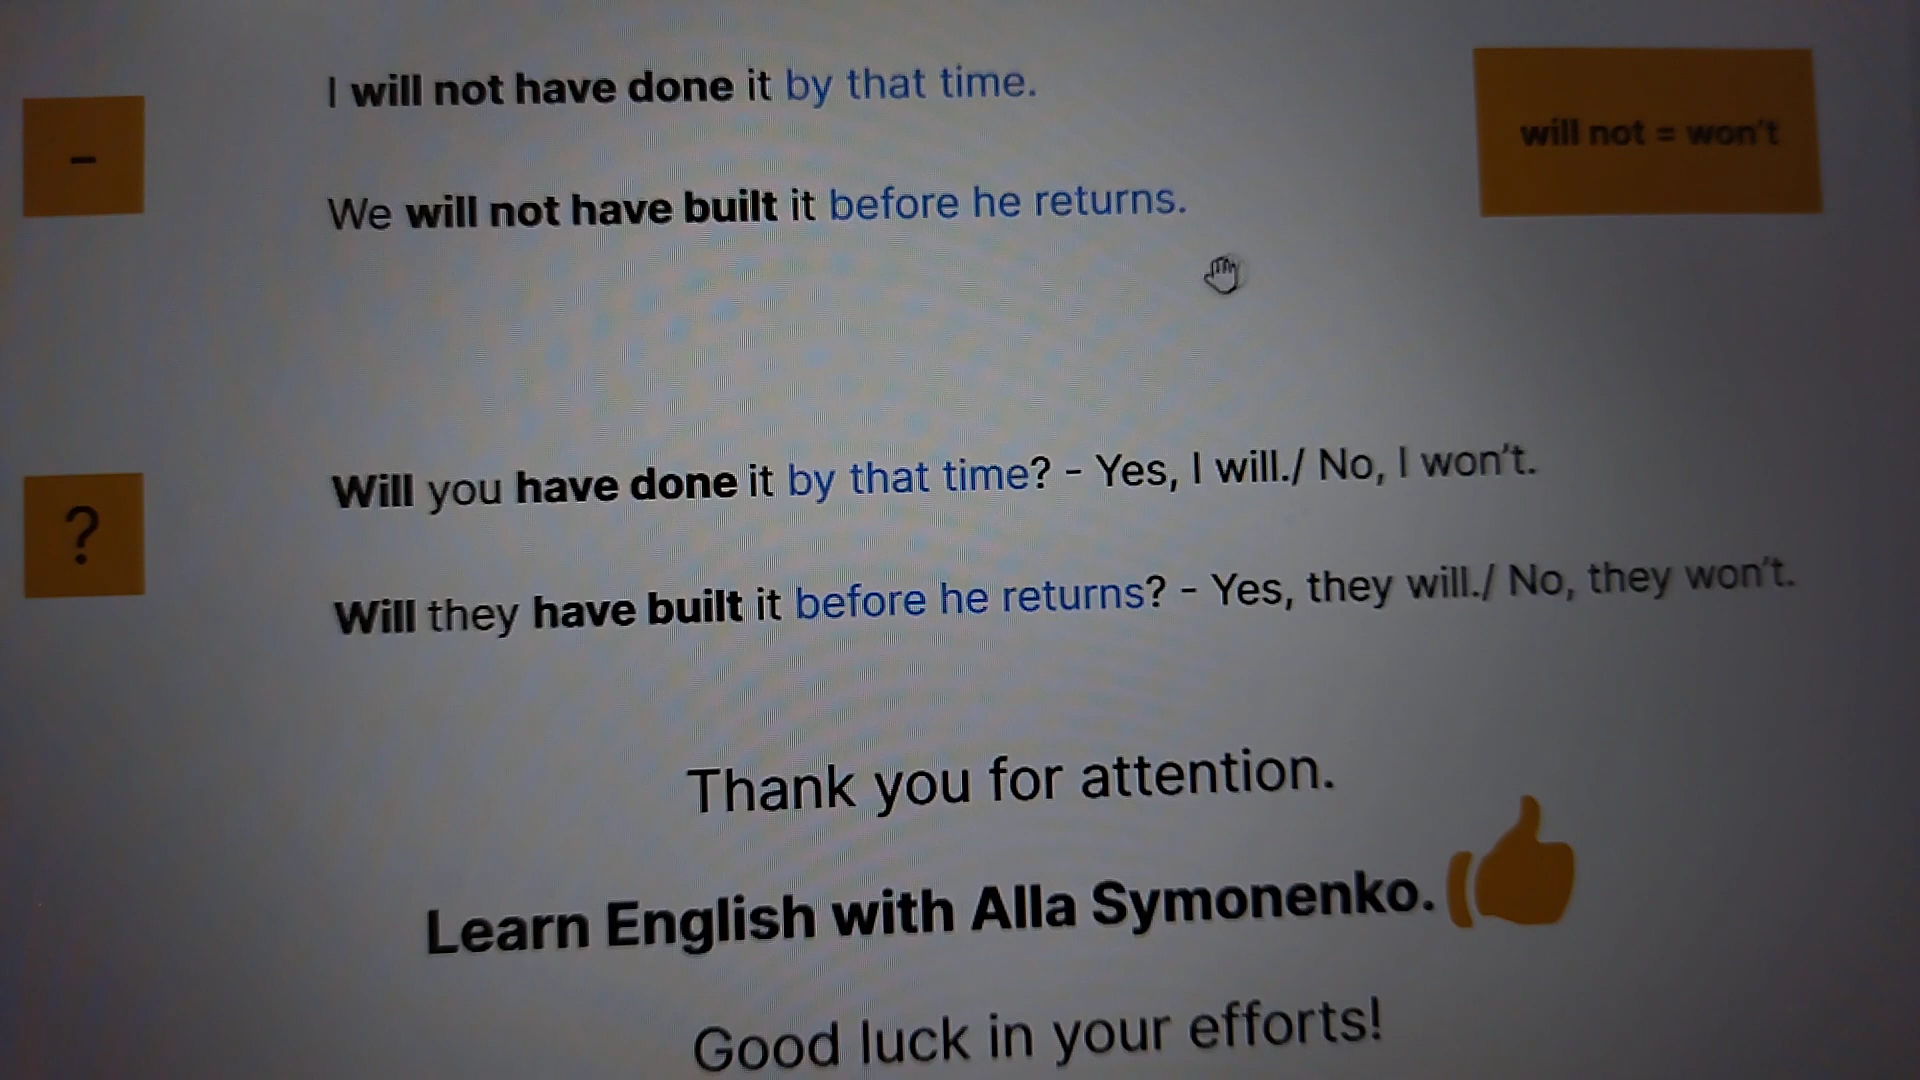 -
I will not have done it by that time.
will not = won't
We will not have built it before he returns.
?
Will you have done it by that time? - Yes, I will./ No, I won't.
Will they have built it before he returns? - Yes, they will./ No, they won't.
Thank you for attention.
Learn English with Alla Symonenko.
Good luck in your efforts!